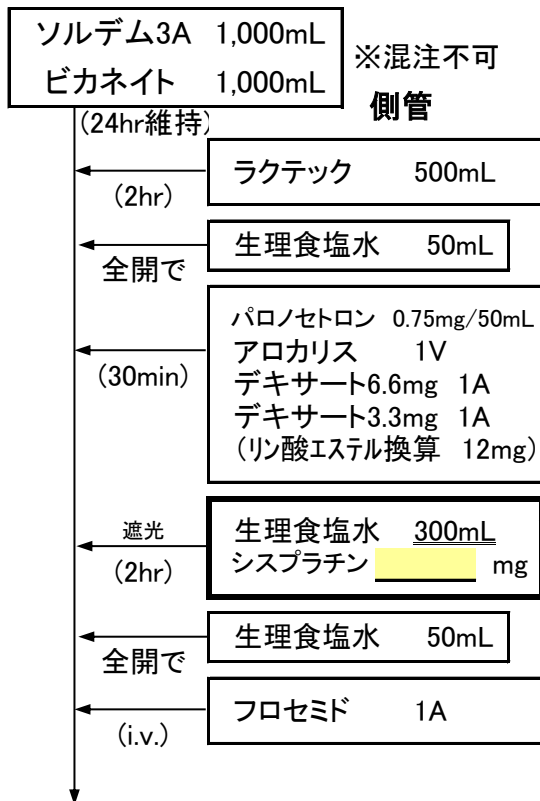 ソルデム3A 1,000mL
ビカネイト 1,000mL
※混注不可
側管
(24hr維持)
ラクテック 500mL
(2hr)
生理食塩水 50mL
全開で
パロノセトロン 0.75mg/50mL
アロカリス 1V
(30min)
デキサート6.6mg 1A
デキサート3.3mg 1A
(リン酸エステル換算 12mg)
遮光
生理食塩水 300mL
(2hr)
シスプラチン mg
生理食塩水 50mL
全開で
フロセミド 1A
(i.v.)